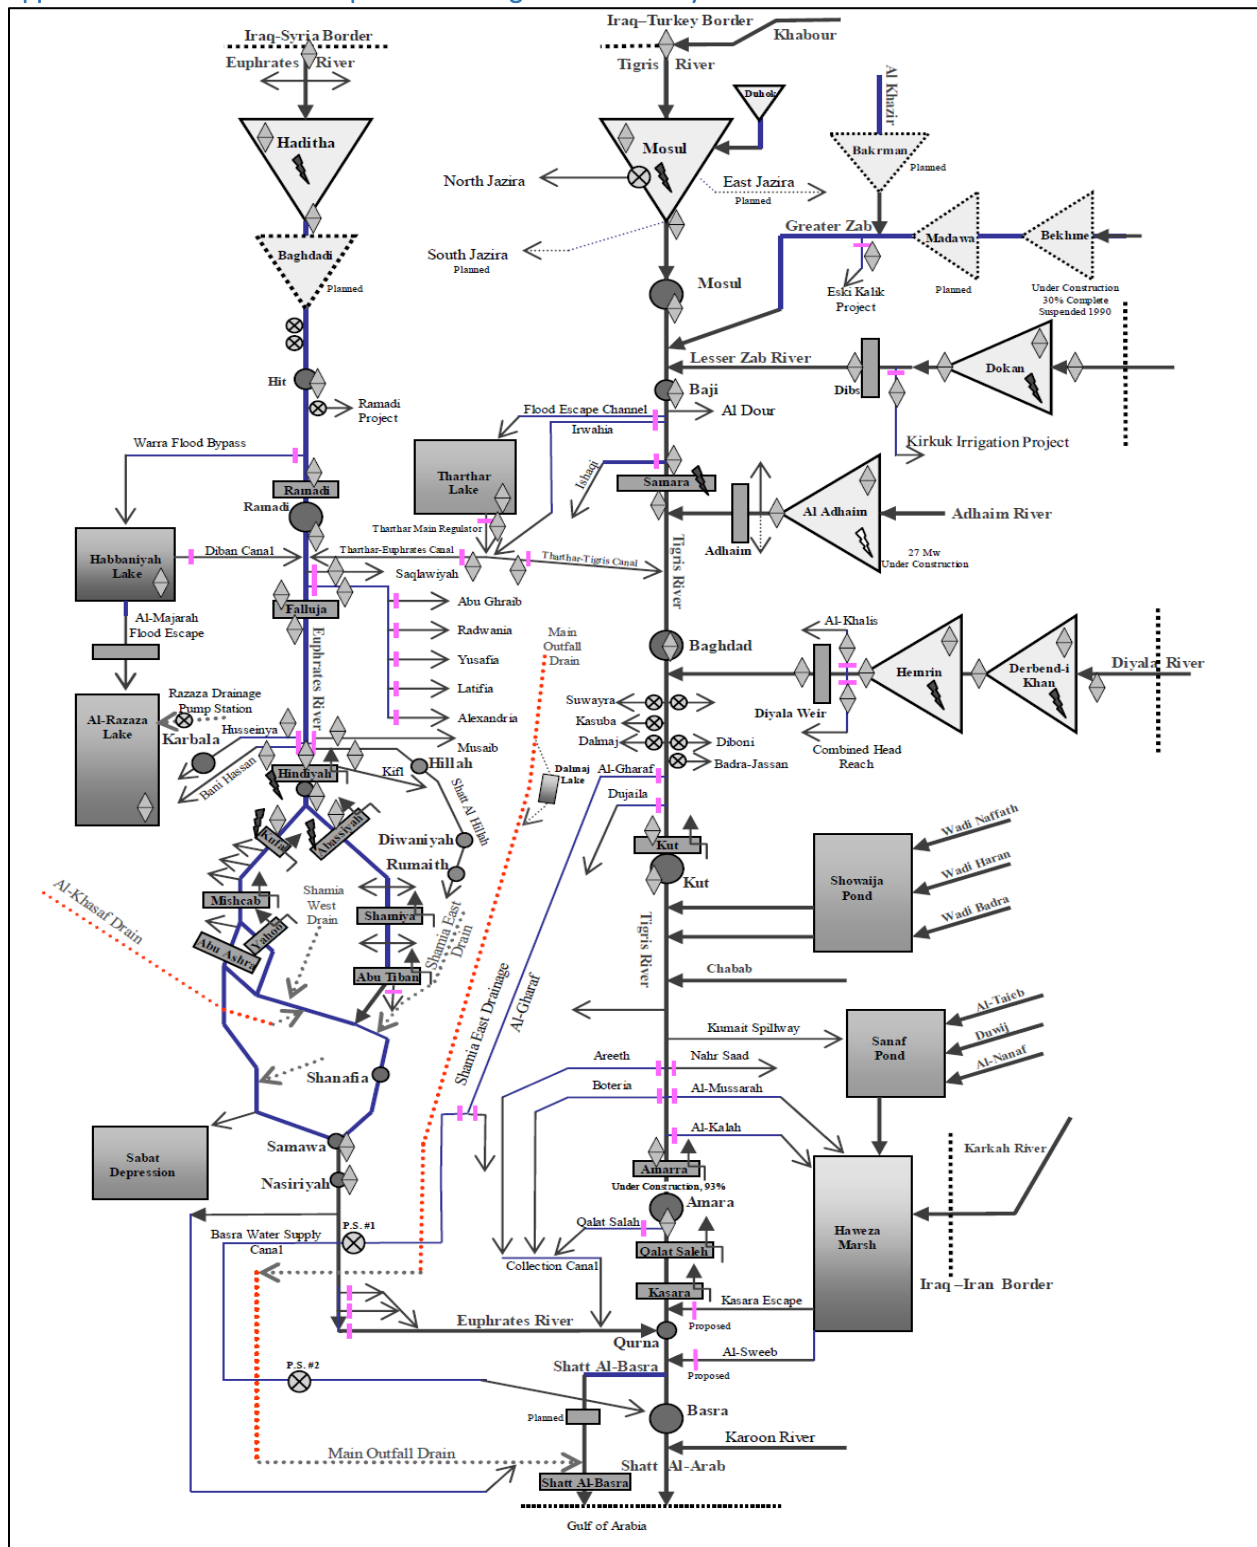 Iraq-Syria Border
Euphrates River
Iraq–Turkey Border
Khabour
Tigris River
Duhok
Al Khazir
Haditha
Mosul
Bakrman
Planned
North Jazira
East Jazira
Planned
Greater Zab
Madawa
Bekhme
Baghdadi
Planned
South Jazira
Planned
Mosul
Eski Kalik
Project
Planned
Under Construction
30% Complete
Suspended 1990
Lesser Zab River
Dibs
Dokan
Hit
Baji
Ramadi
Project
Flood Escape Channel
Al Dour
Irwahia
Kirkuk Irrigation Project
Warra Flood Bypass
Tharthar
Lake
Ishaqi
Samara
Ramadi
Ramadi
Al Adhaim
Adhaim River
Tharthar Main Regulator
Adhaim
27 Mw
Under Construction
Habbaniyah
Lake
Diban Canal
Tharthar-Euphrates Canal
Tharthar-Tigris Canal
Saqlawiyah
Tigris River
Falluja
Abu Ghraib
Al-Majarah
Flood Escape
Radwania
Yusafia
Latifia
Alexandria
Euphrates River
Main
Outfall
Drain
Baghdad
Al-Khalis
Hemrin
Derbend-i
Khan
Diyala River
Diyala Weir
Combined Head
Reach
Razaza Drainage
Pump Station
Al-Razaza
Lake
Karbala
Husseinya
Musaib
Suwayra
Kasuba
Dalmaj
Diboni
Badra-Jassan
Bani Hassan
Hindiyah
Kifl
Hillah
Shatt Al Hillah
Dalmaj
Lake
Al-Gharaf
Dujaila
Kufa
Abassiyah
Diwaniyah
Rumaith
Kut
Kut
Showaija
Pond
Wadi Naffath
Wadi Haran
Wadi Badra
Al-Khasaf Drain
Mishcab
Shamia
West
Drain
Shamiya
Yahoo
Abu Ashra
Abu Tiban
Shamia East
Drain
Tigris River
Chabab
Shamia East Drainage
Al-Gharaf
Kumait Spillway
Sanaf
Pond
Al-Taieb
Duwij
Al-Nanaf
Shanafia
Areeth
Nahr Saad
Boteria
Al-Mussarah
Al-Kalah
Sabat
Depression
Samawa
Nasiriyah
Amarra
Under Construction, 93%
Amara
Karkah River
Haweza
Marsh
Iraq –Iran Border
Basra Water Supply
Canal
P.S. #1
Qalat Salah
Qalat Saleh
Collection Canal
Kasara
Kasara Escape
Proposed
Euphrates River
Qurna
Al-Sweeb
Proposed
Shatt Al-Basra
P.S. #2
Planned
Basra
Karoon River
Main Outfall Drain
Shatt Al-Arab
Shatt Al-Basra
Gulf of Arabia